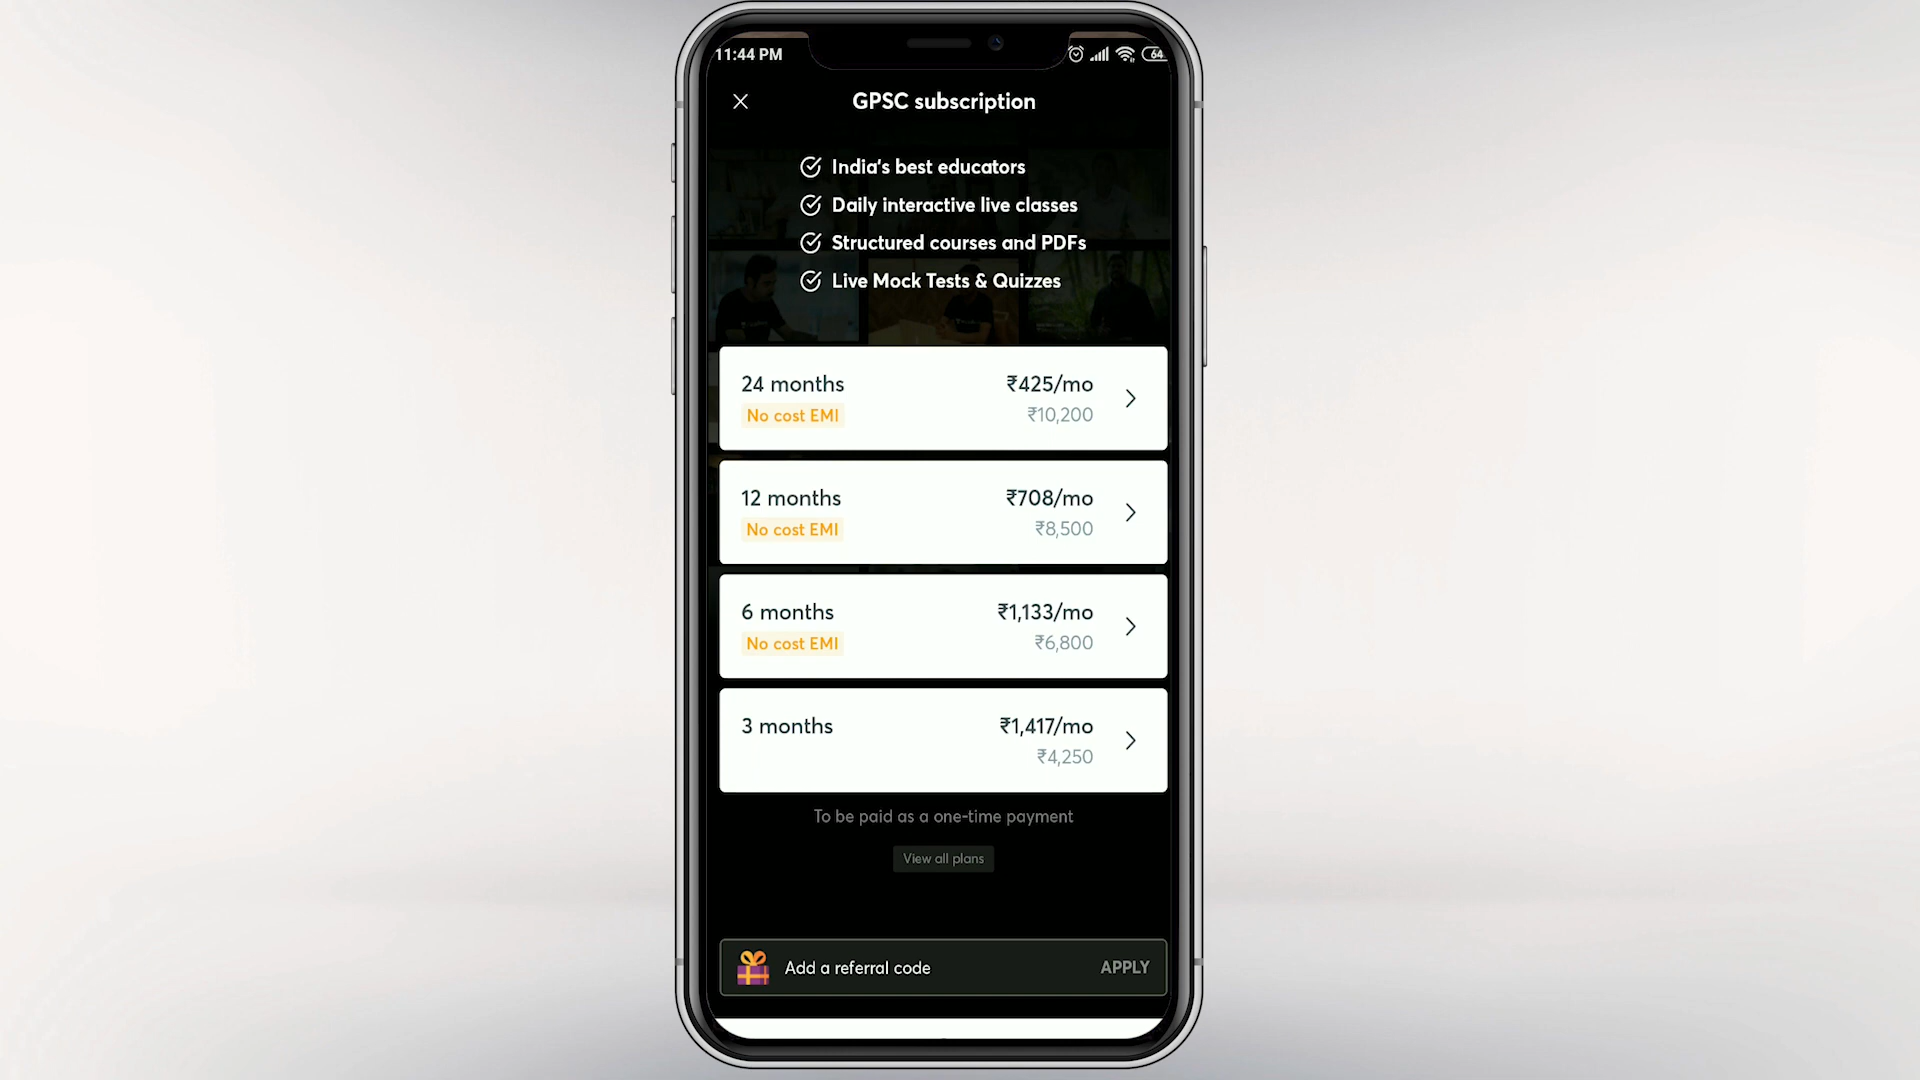 11:44 PM
64
GPSC subscription
India's best educators
Daily interactive live classes
Structured courses and PDFs
Live Mock Tests & Quizzes
24 months ₹425/mo
No cost EMI ₹10,200
12 months ₹708/mo
No cost EMI ₹8,500
6 months ₹1,133/mo
No cost EMI ₹6,800
3 months ₹1,417/mo
₹4,250
To be paid as a one-time payment
View all plans
Add a referral code APPLY